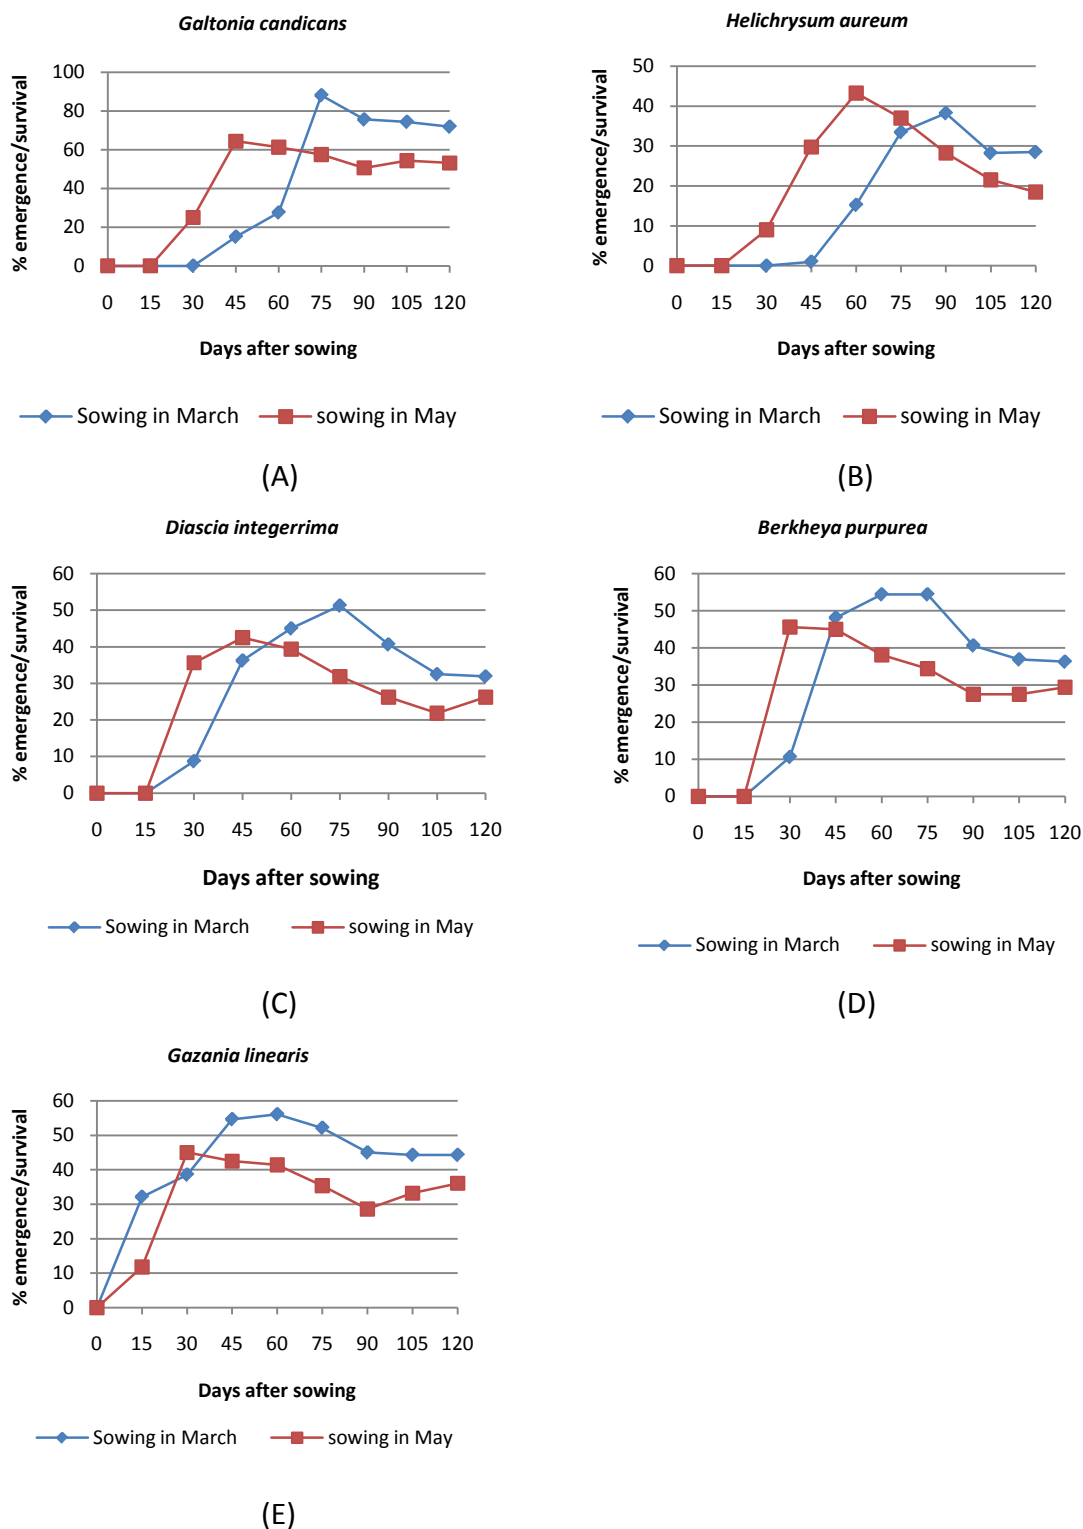 Galtonia candicans
% emergence/survival
100
80
60
40
20
0
0 15 30 45 60 75 90 105 120
Days after sowing
Sowing in March sowing in May
(A)
Helichrysum aureum
% emergence/survival
50
40
30
20
10
0
0 15 30 45 60 75 90 105 120
Days after sowing
Sowing in March sowing in May
(B)
Diascia integerrima
% emergence/survival
60
50
40
30
20
10
0
0 15 30 45 60 75 90 105 120
Days after sowing
Sowing in March sowing in May
(C)
Berkheya purpurea
% emergence/survival
60
50
40
30
20
10
0
0 15 30 45 60 75 90 105 120
Days after sowing
Sowing in March sowing in May
(D)
Gazania linearis
% emergence/survival
60
50
40
30
20
10
0
0 15 30 45 60 75 90 105 120
Days after sowing
Sowing in March sowing in May
(E)